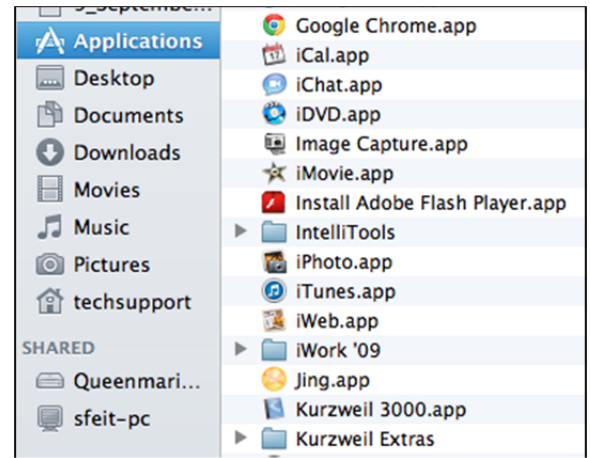 Applications
Desktop
Documents
Downloads
Movies
Music
Pictures
techsupport
SHARED
Queenmari...
sfeit-pc
Google Chrome.app
iCal.app
iChat.app
iDVD.app
Image Capture.app
iMovie.app
Install Adobe Flash Player.app
IntelliTools
iPhoto.app
iTunes.app
iWeb.app
iWork '09
Jing.app
Kurzweil 3000.app
Kurzweil Extras